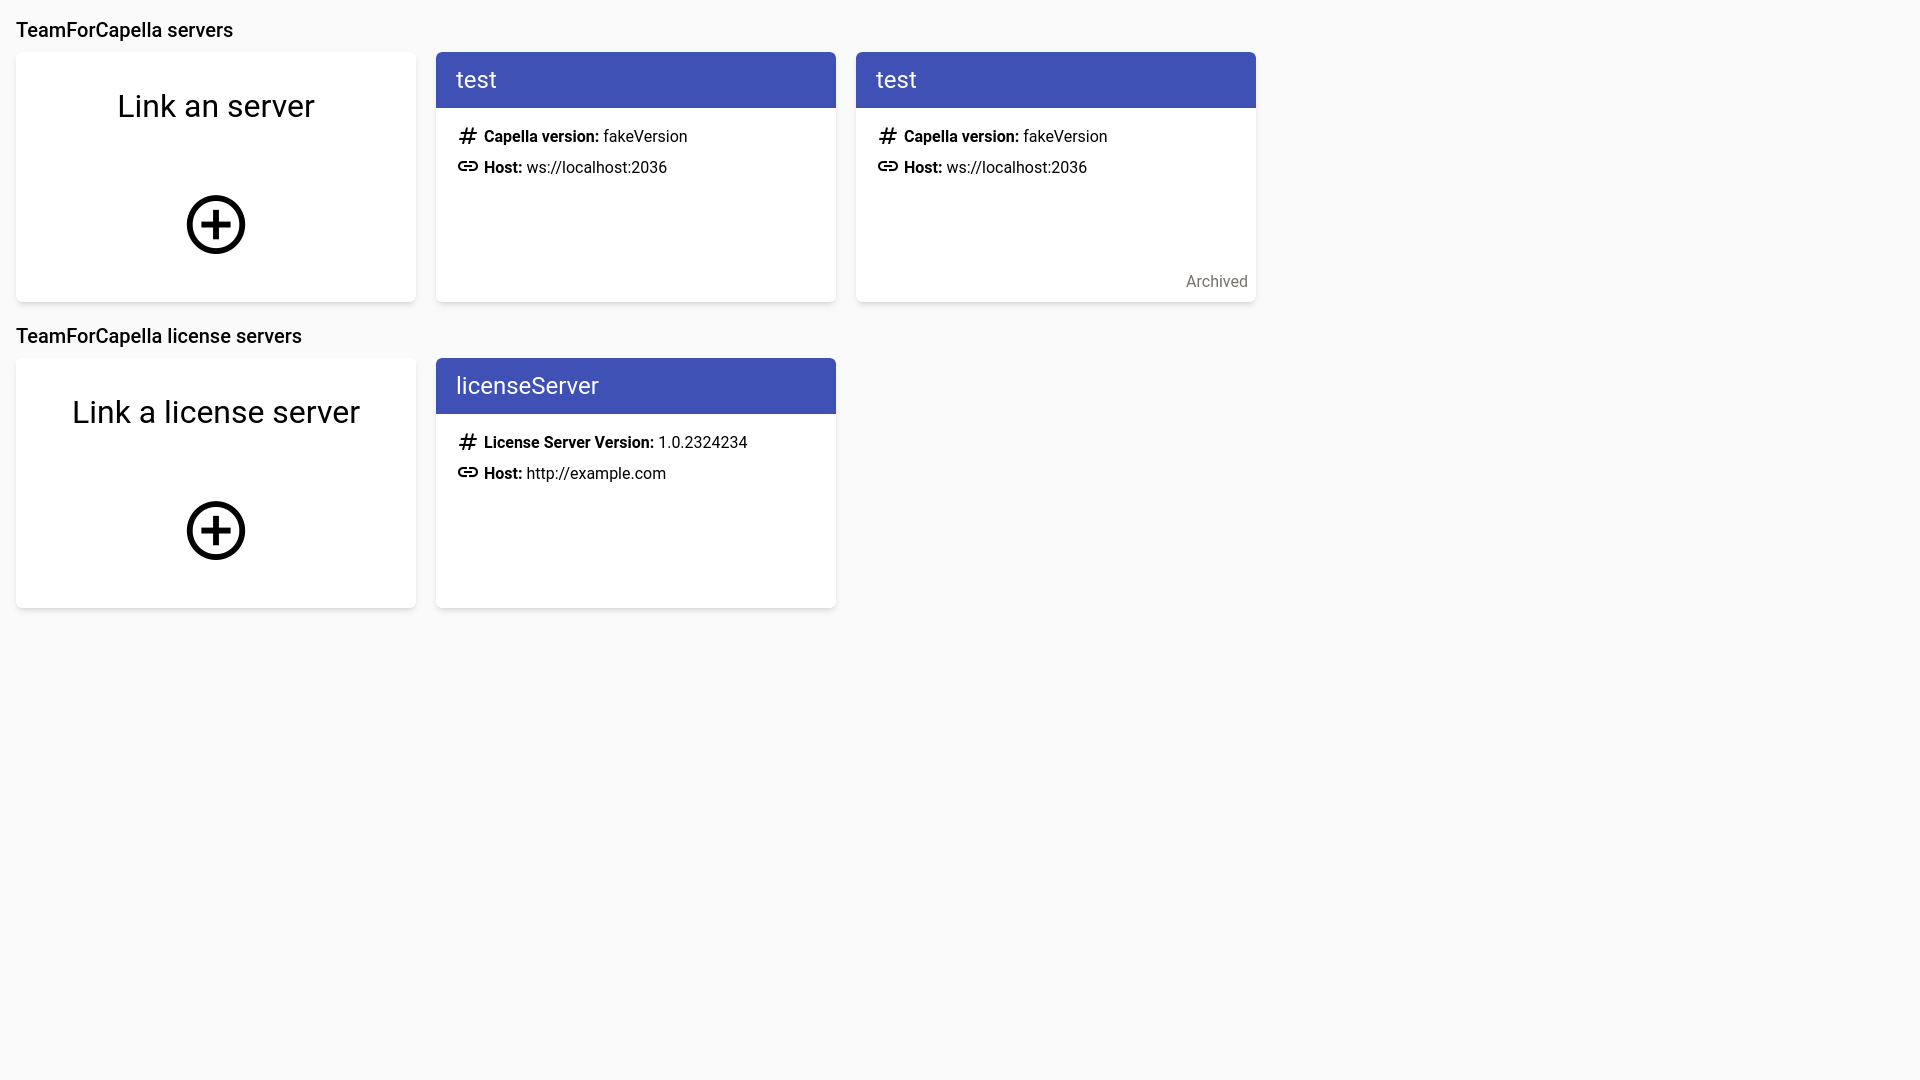 TeamForCapella servers
Link an server
test
Capella version: fakeVersion
Host: ws://localhost:2036
test
Capella version: fakeVersion
Host: ws://localhost:2036
Archived
TeamForCapella license servers
Link a license server
licenseServer
License Server Version: 1.0.2324234
Host: http://example.com